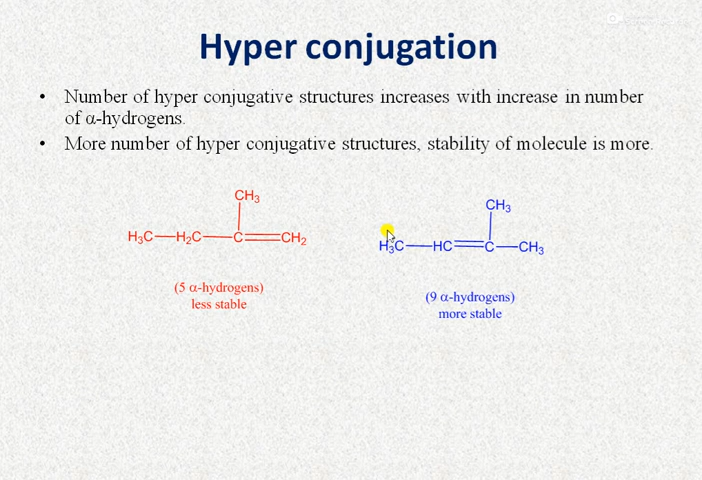 Hyper conjugation
• Number of hyper conjugative structures increases with increase in number
of α-hydrogens.
• More number of hyper conjugative structures, stability of molecule is more.
CH₃
H₃C—H₂C—C=CH₂
(5 α-hydrogens)
less stable
CH₃
H₃C—HC=C—CH₃
(9 α-hydrogens)
more stable